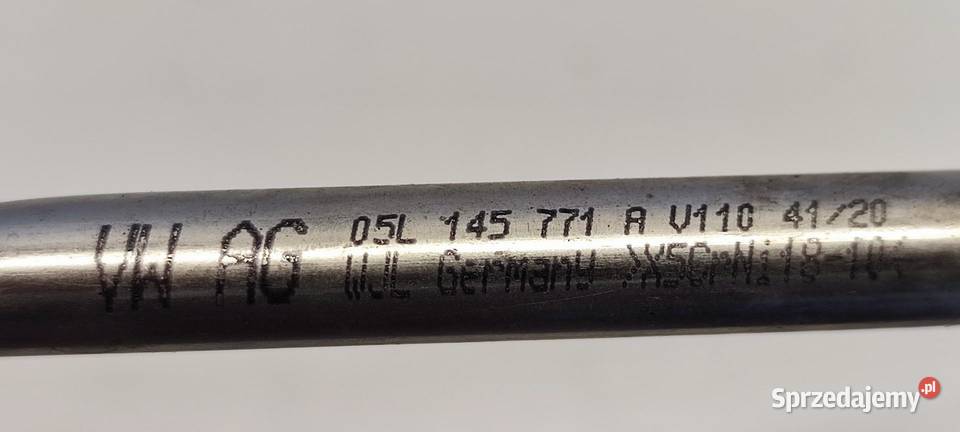 VW AG
05L 145 771 A V110 41/20
WJL Germany X5CrNi18-10
Sprzedajemy.pl